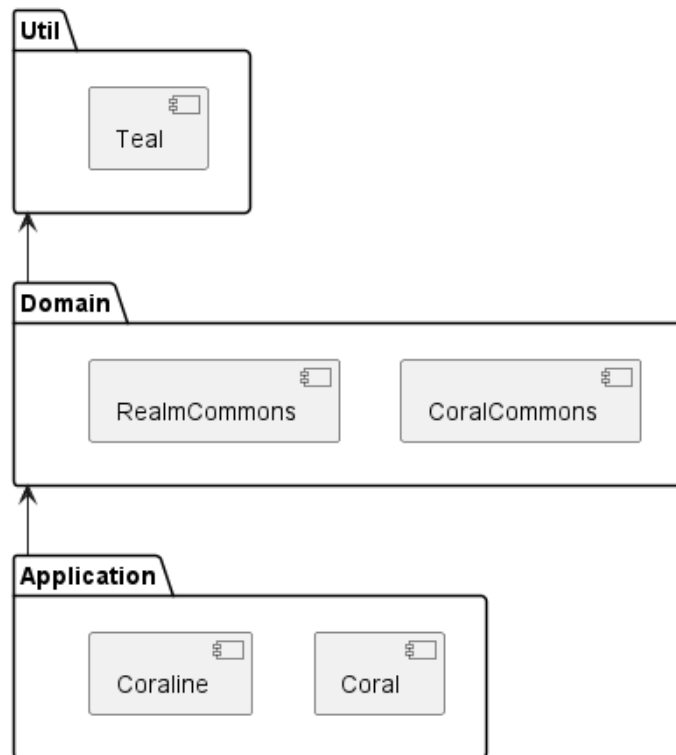 Util
Teal
Domain
RealmCommons CoralCommons
Application
Coraline Coral